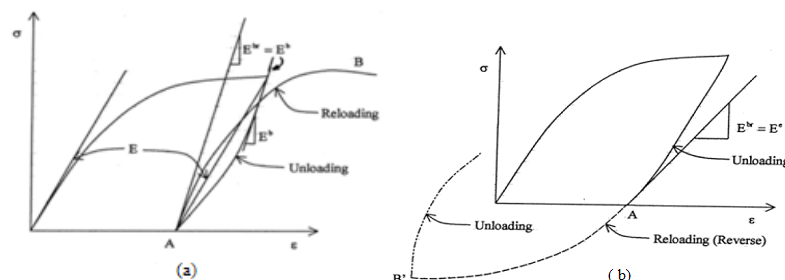 σ
E^br = E^b
B
Reloading
E^b
E
Unloading
A
ε
(a)
σ
E^br = E^e
Unloading
ε
A
Unloading
Reloading (Reverse)
B'
(b)